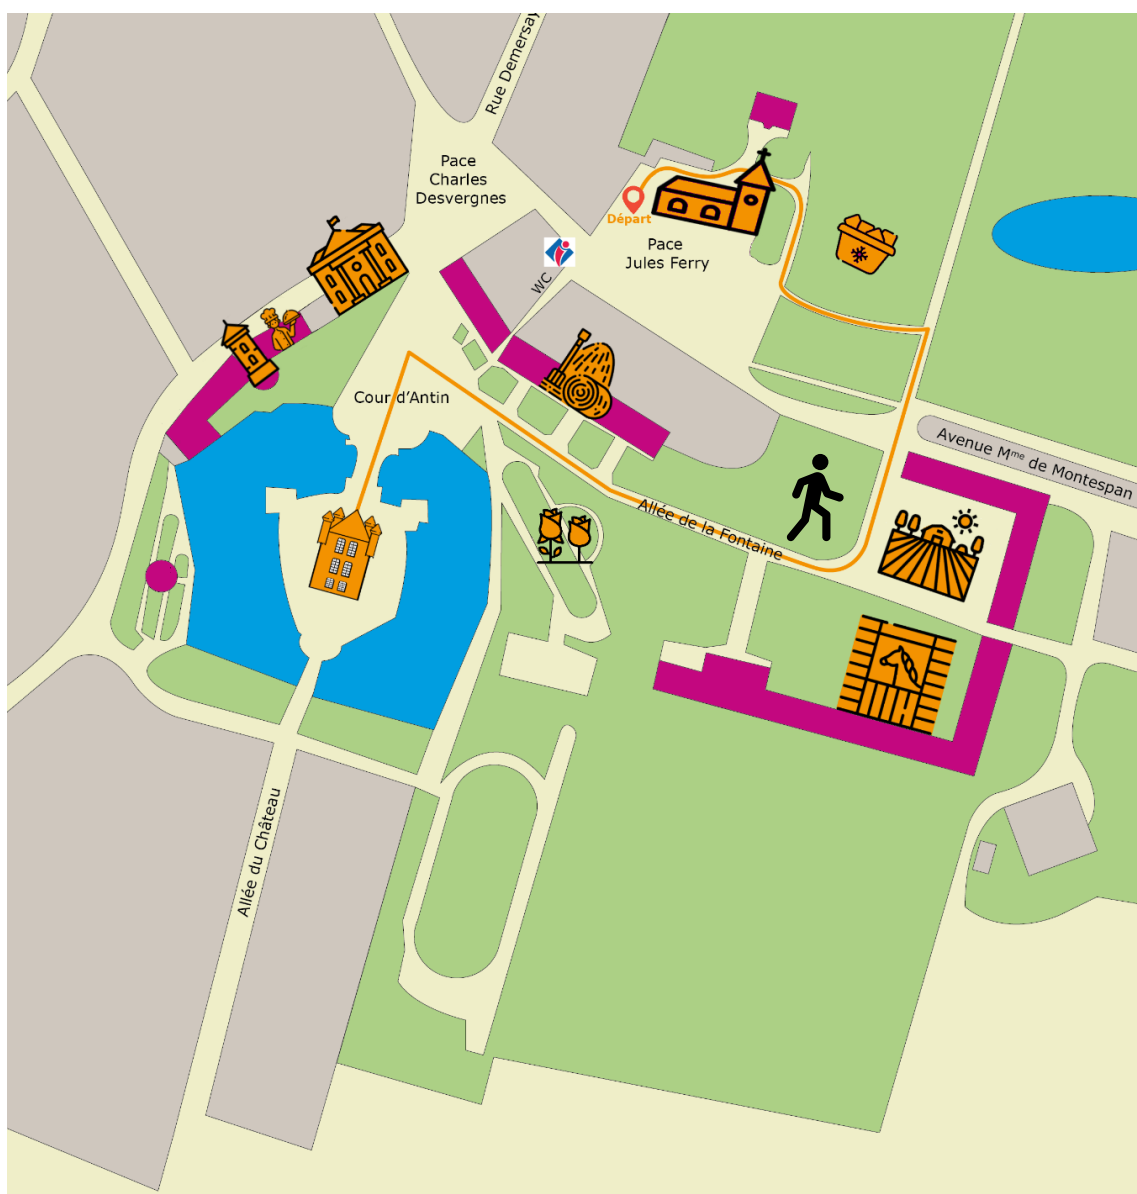 Rue Demersay
Pace
Charles
Desvergnes
Départ
Pace
Jules Ferry
WC
Cour d'Antin
Avenue Mme de Montespan
Allée de la Fontaine
Allée du Château